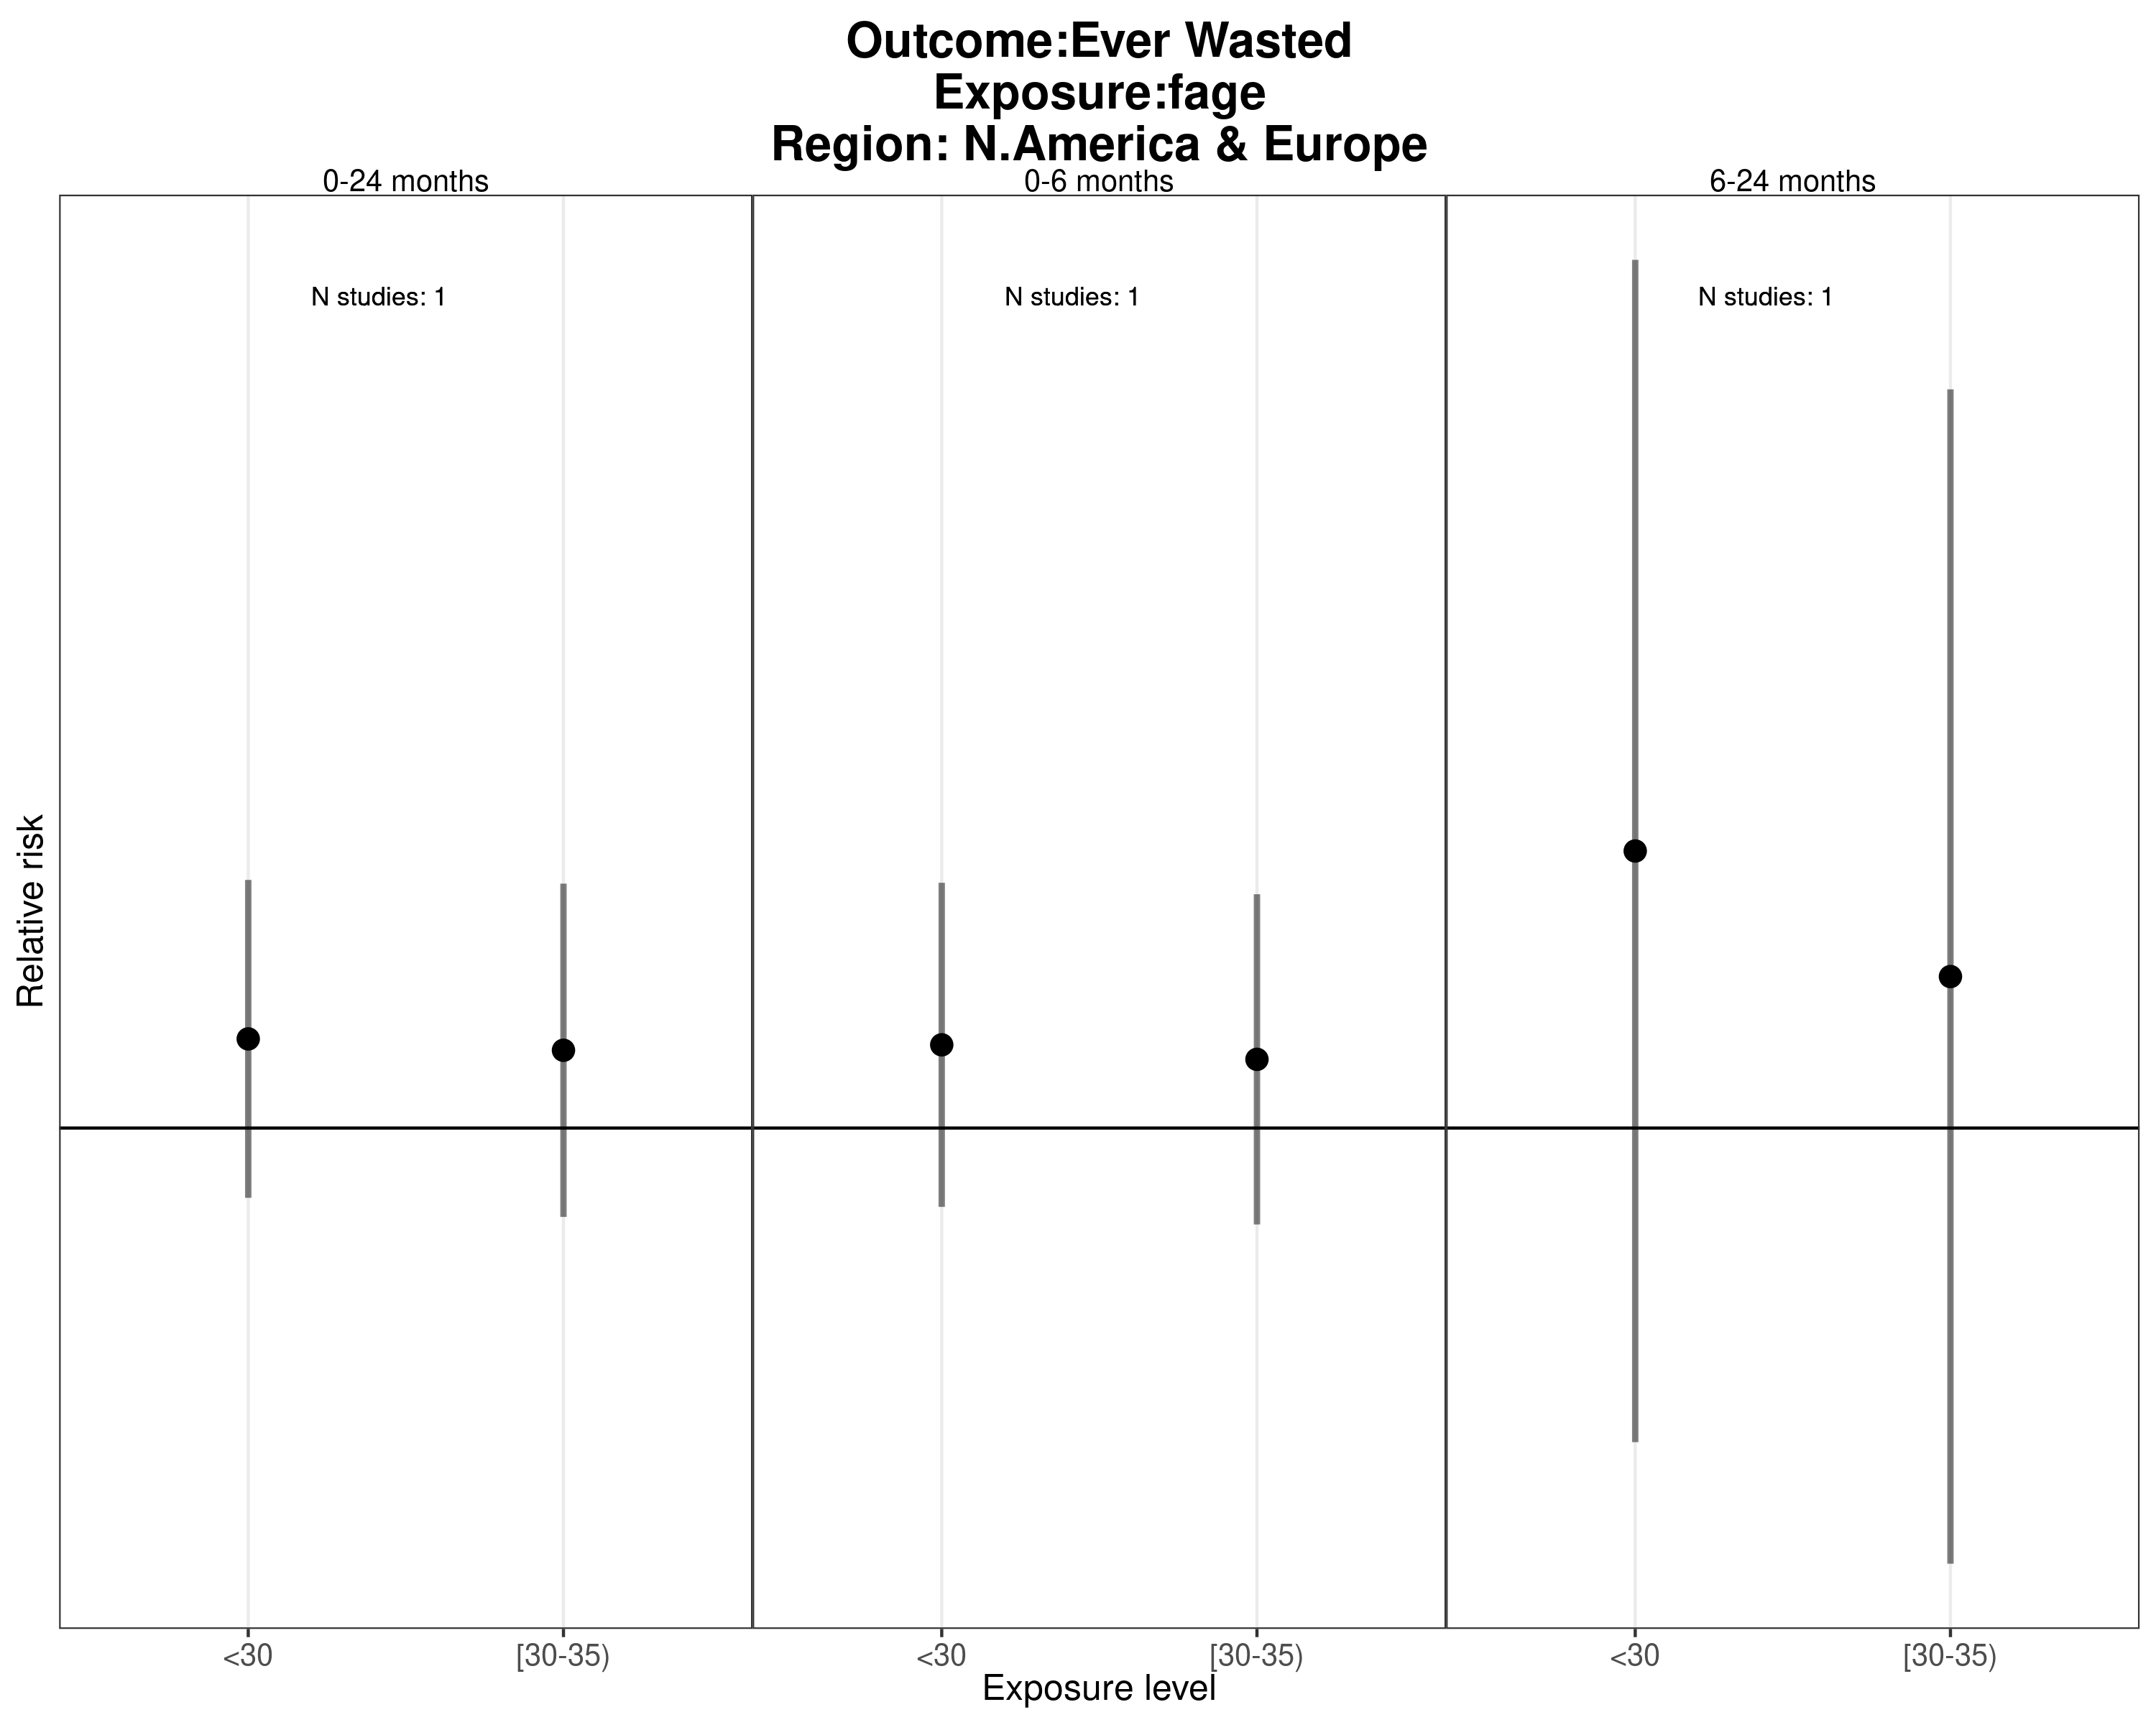 Outcome:Ever Wasted
Exposure:fage
Region: N.America & Europe
0-24 months
0-6 months
6-24 months
N studies: 1
N studies: 1
N studies: 1
Relative risk
<30
[30-35)
<30
[30-35)
<30
[30-35)
Exposure level